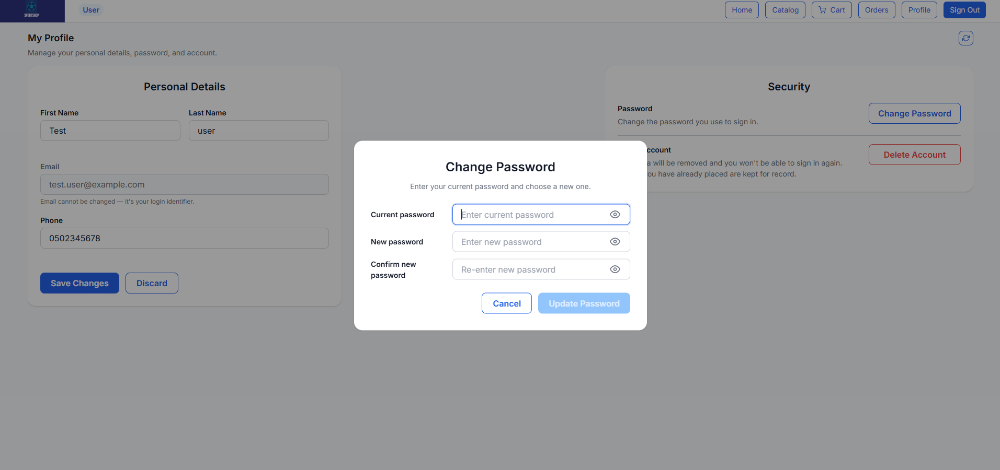 SPORTSHOP
User
Home
Catalog
Cart
Orders
Profile
Sign Out
My Profile
Manage your personal details, password, and account.
Personal Details
First Name
Last Name
Test
user
Email
test.user@example.com
Email cannot be changed — it's your login identifier.
Phone
0502345678
Save Changes
Discard
Security
Password
Change the password you use to sign in.
Change Password
ccount
a will be removed and you won't be able to sign in again.
ou have already placed are kept for record.
Delete Account
Change Password
Enter your current password and choose a new one.
Current password
Enter current password
New password
Enter new password
Confirm new
password
Re-enter new password
Cancel
Update Password